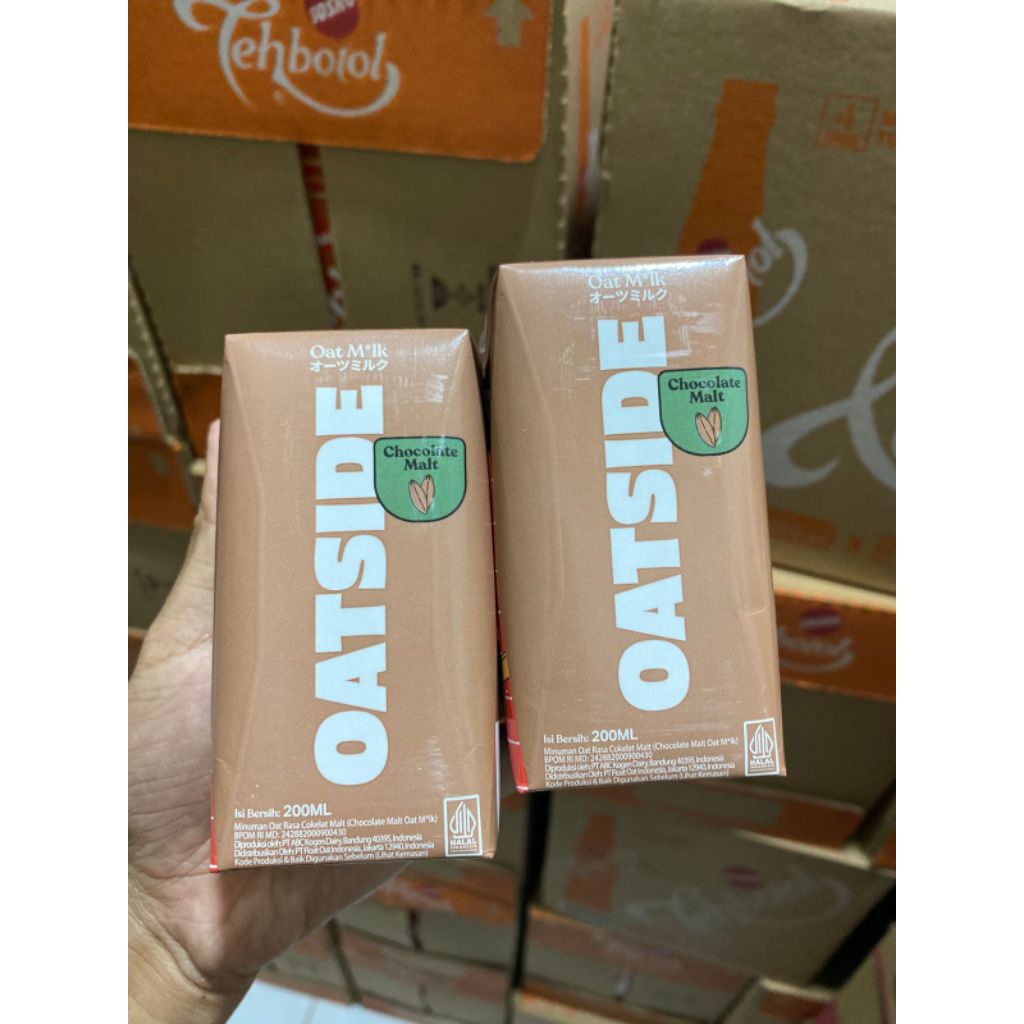 SOSRO
Tehbotol
4
botol
Oat M*lk
オーツミルク
OATSIDE
Chocolate
Malt
Isi Bersih: 200ML
Minuman Oat Rasa Cokelat Malt (Chocolate Malt Oat M*lk)
BPOM RI MD: 242882000900430
Diproduksi oleh: PT ABC Kogen Dairy, Bandung 40395, Indonesia
Didistribusikan Oleh: PT Float Oat Indonesia, Jakarta 12940, Indonesia
Kode Produksi & Baik Digunakan Sebelum (Lihat Kemasan)
HALAL
INDONESIA
Oat M*lk
オーツミルク
OATSIDE
Chocolate
Malt
Isi Bersih: 200ML
Minuman Oat Rasa Cokelat Malt (Chocolate Malt Oat M*lk)
BPOM RI MD: 242882000900430
Diproduksi oleh: PT ABC Kogen Dairy, Bandung 40395, Indonesia
Didistribusikan Oleh: PT Float Oat Indonesia, Jakarta 12940, Indonesia
Kode Produksi & Baik Digunakan Sebelum (Lihat Kemasan)
HALAL
INDONESIA